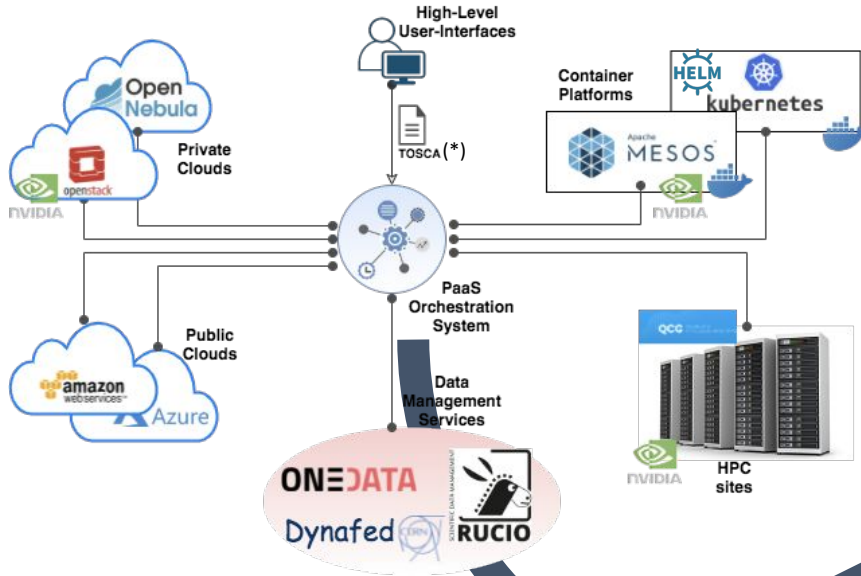 High-Level
User-Interfaces
TOSCA(*)
Open
Nebula
openstack
NVIDIA
Private
Clouds
Container
Platforms
HELM
kubernetes
Apache
MESOS
NVIDIA
PaaS
Orchestration
System
Public
Clouds
amazon
webservices™
Azure
QCG
NVIDIA
HPC
sites
Data
Management
Services
ONEDATA
Dynafed
CERN
SCIENTIFIC DATA MANAGEMENT
RUCIO